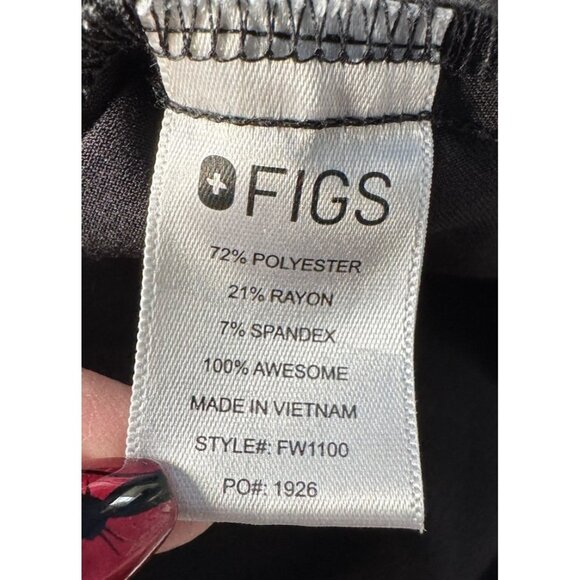 FIGS
72% POLYESTER
21% RAYON
7% SPANDEX
100% AWESOME
MADE IN VIETNAM
STYLE#: FW1100
PO#: 1926